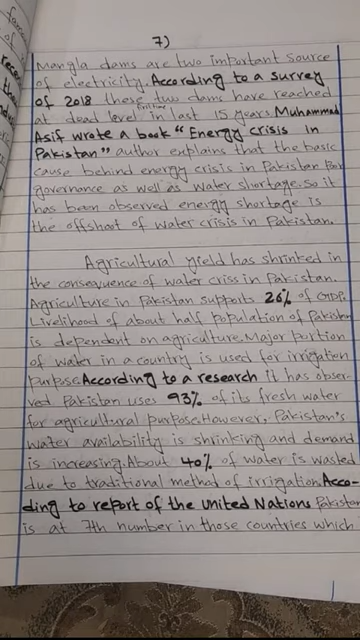 7)
Mangla dams are two important source
of electricity. According to a survey
of 2018 these two dams have reached
at dead level first time in last 15 years Muhammad
Asif wrote a book "Energy crisis in
Pakistan" author explains that the basic
cause behind energy crisis in Pakistan Poor
governance as well as water shortage. So it
has been observed energy shortage is
the offshoot of water crisis in Pakistan.
Agricultural yield has shrinked in
the consequence of water crisis in Pakistan.
Agriculture in Pakistan supports 26% of GDP.
Livelihood of about half population of Pakistan
is dependent on agriculture. Major portion
of water in a country is used for irrigation
purpose. According to a research it has obser-
ved Pakistan uses 93% of its fresh water
for agricultural purpose. However, Pakistan's
water availability is shrinking and demand
is increasing. About 40% of water is wasted
due to traditional method of irrigation. Acco-
ding to report of the united Nations Pakistan
is at 7th number in those countries which